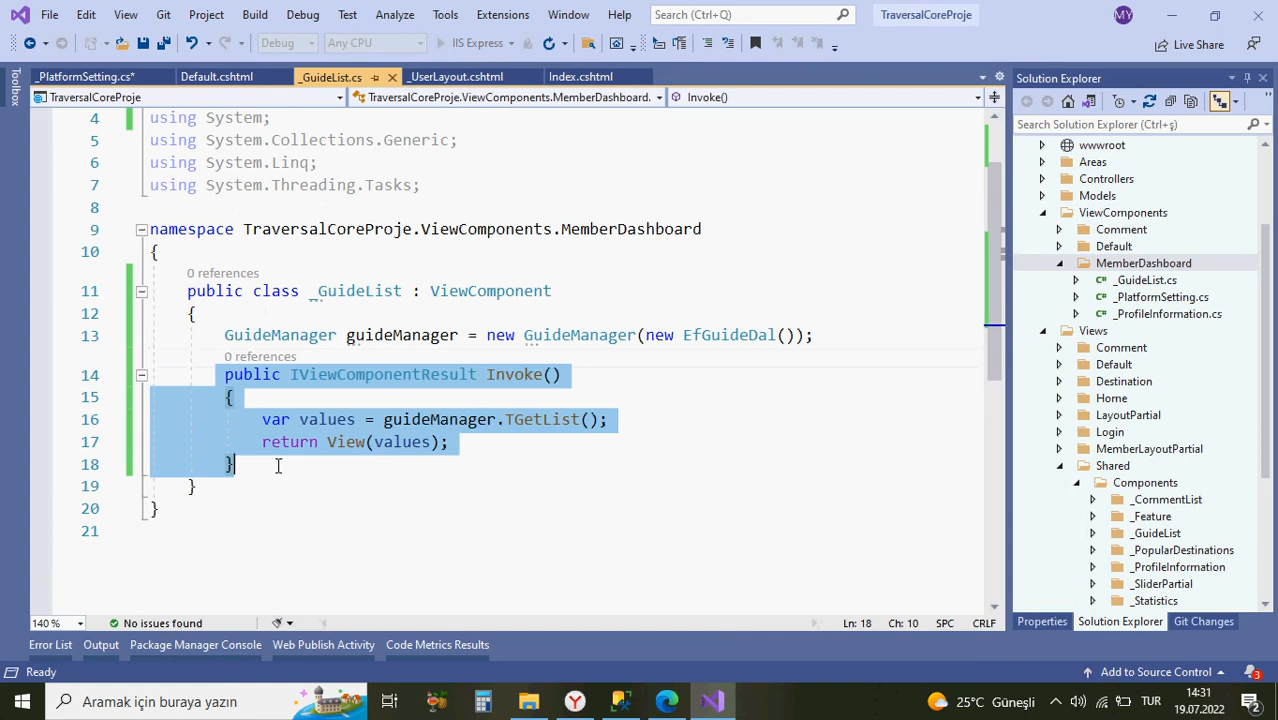 File Edit View Git Project Build Debug Test Analyze Tools Extensions Window Help Search (Ctrl+Q) TraversalCoreProje MY
Debug Any CPU IIS Express Live Share
Toolbox
_PlatformSetting.cs* Default.cshtml _GuideList.cs _UserLayout.cshtml Index.cshtml
TraversalCoreProje TraversalCoreProje.ViewComponents.MemberDashboard. Invoke()
4 using System;
5 using System.Collections.Generic;
6 using System.Linq;
7 using System.Threading.Tasks;
8
9 namespace TraversalCoreProje.ViewComponents.MemberDashboard
10 {
0 references
11 public class _GuideList : ViewComponent
12 {
13 GuideManager guideManager = new GuideManager(new EfGuideDal());
0 references
14 public IViewComponentResult Invoke()
15 {
16 var values = guideManager.TGetList();
17 return View(values);
18 }
19 }
20 }
21
140 % No issues found Ln: 18 Ch: 10 SPC CRLF
Solution Explorer
Search Solution Explorer (Ctrl+ş)
wwwroot
Areas
Controllers
Models
ViewComponents
Comment
Default
MemberDashboard
C# _GuideList.cs
C# _PlatformSetting.cs
C# _ProfileInformation.cs
Views
Comment
Default
Destination
Home
LayoutPartial
Login
MemberLayoutPartial
Shared
Components
_CommentList
_Feature
_GuideList
_PopularDestinations
_ProfileInformation
_SliderPartial
_Statistics
Properties Solution Explorer Git Changes
Error List Output Package Manager Console Web Publish Activity Code Metrics Results
Ready Add to Source Control 3
Aramak için buraya yazın 25°C Güneşli TUR 14:31
19.07.2022 2